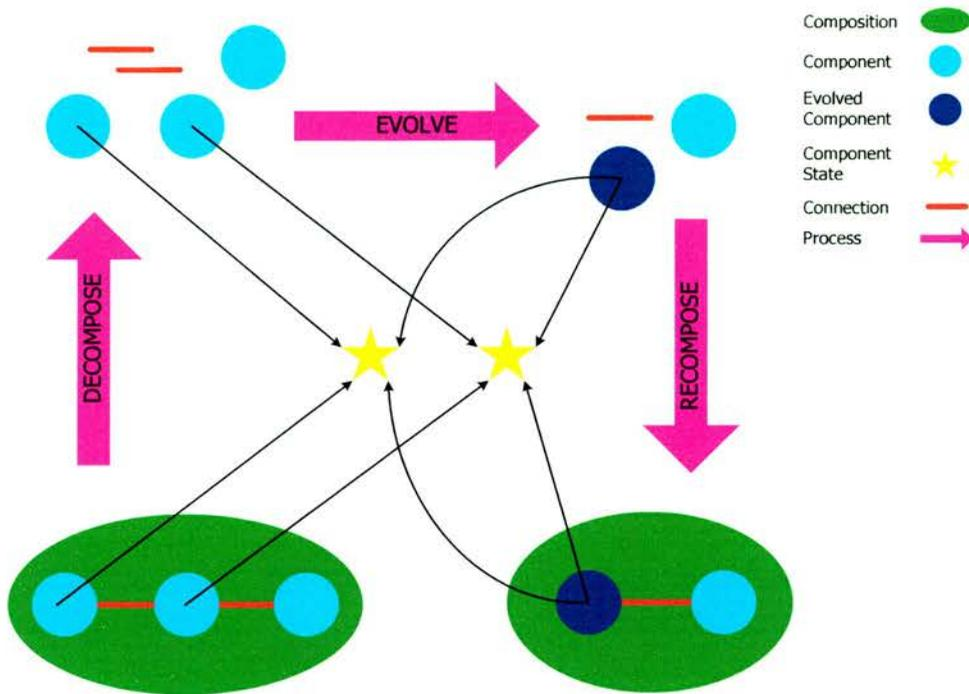 Composition
Component
Evolved
Component
Component
State
Connection
Process
EVOLVE
DECOMPOSE
RECOMPOSE